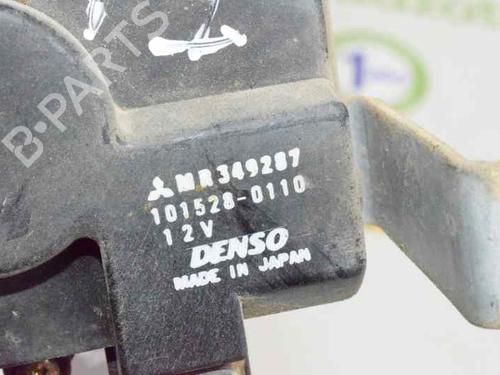 B-PARTS
MR349287
101528-0110
12V
DENSO
MADE IN JAPAN